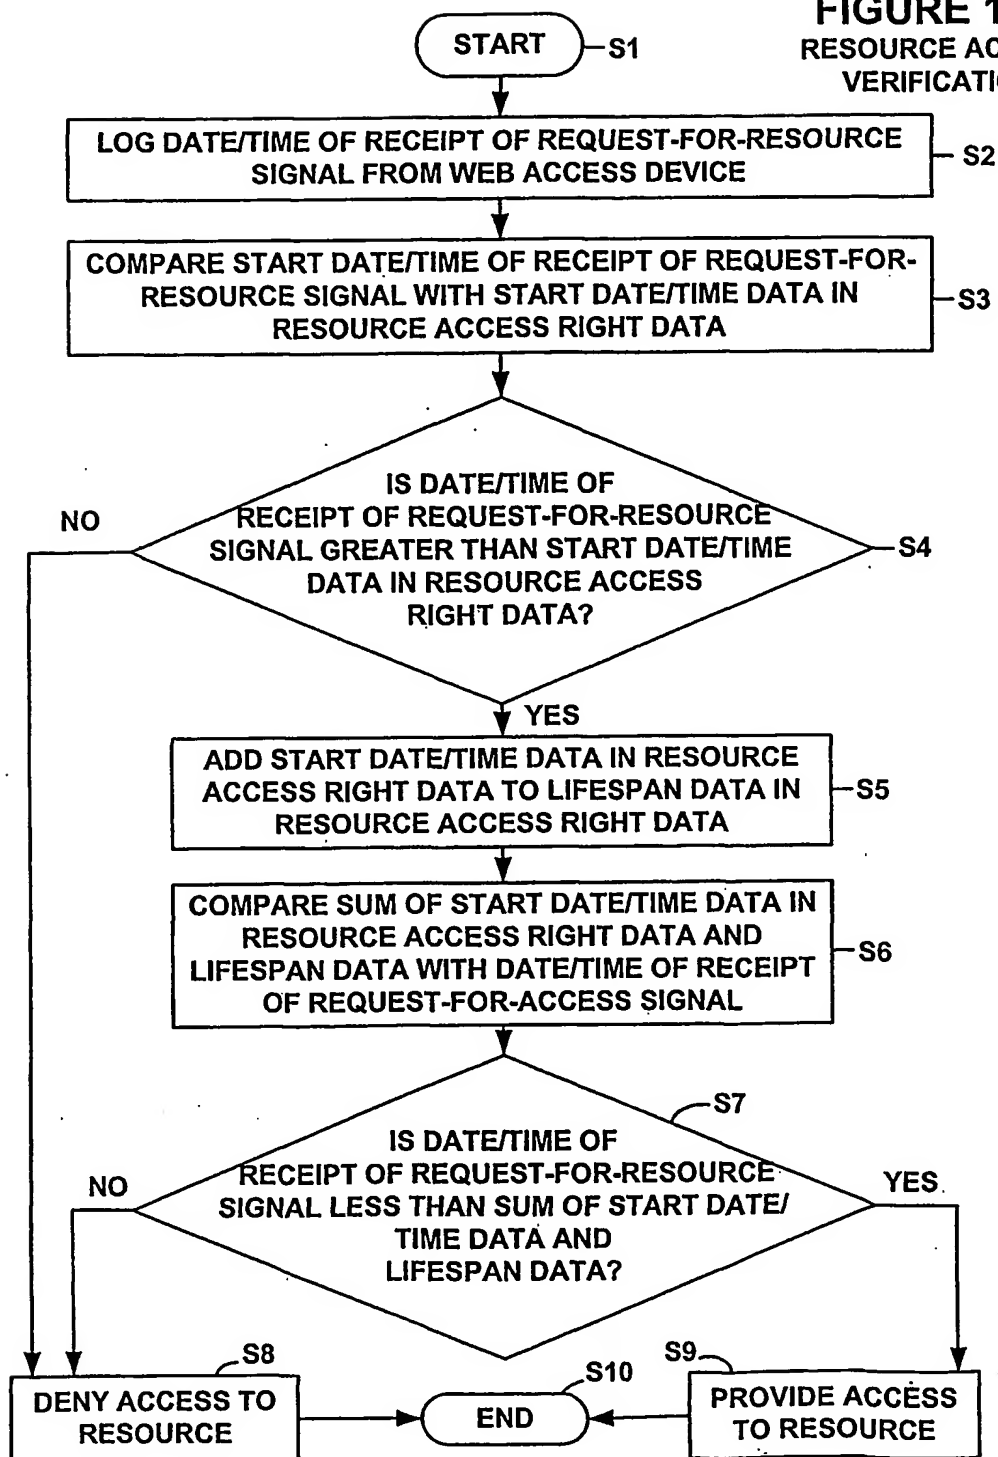 FIGURE 1
RESOURCE AC
VERIFICATI
START
S1
LOG DATE/TIME OF RECEIPT OF REQUEST-FOR-RESOURCE
SIGNAL FROM WEB ACCESS DEVICE
S2
COMPARE START DATE/TIME OF RECEIPT OF REQUEST-FOR-
RESOURCE SIGNAL WITH START DATE/TIME DATA IN
RESOURCE ACCESS RIGHT DATA
S3
IS DATE/TIME OF
RECEIPT OF REQUEST-FOR-RESOURCE
SIGNAL GREATER THAN START DATE/TIME
DATA IN RESOURCE ACCESS
RIGHT DATA?
NO
S4
YES
ADD START DATE/TIME DATA IN RESOURCE
ACCESS RIGHT DATA TO LIFESPAN DATA IN
RESOURCE ACCESS RIGHT DATA
S5
COMPARE SUM OF START DATE/TIME DATA IN
RESOURCE ACCESS RIGHT DATA AND
LIFESPAN DATA WITH DATE/TIME OF RECEIPT
OF REQUEST-FOR-ACCESS SIGNAL
S6
S7
IS DATE/TIME OF
RECEIPT OF REQUEST-FOR-RESOURCE
SIGNAL LESS THAN SUM OF START DATE/
TIME DATA AND
LIFESPAN DATA?
NO
YES
S8
DENY ACCESS TO
RESOURCE
S10
END
S9
PROVIDE ACCESS
TO RESOURCE